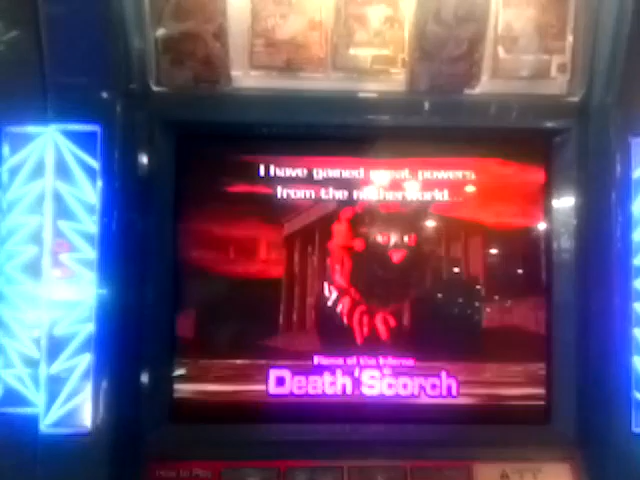 I have gained great powers
from the netherworld...
Flame of the Inferno
Death Scorch
How to Play